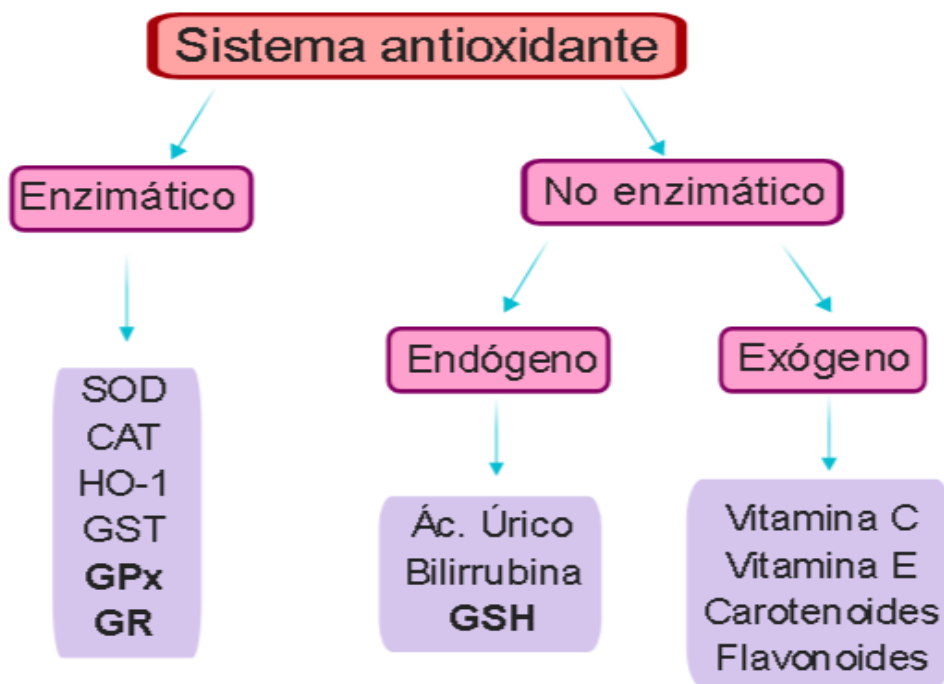 Sistema antioxidante
Enzimático
No enzimático
Endógeno
Exógeno
SOD
CAT
HO-1
GST
GPx
GR
Ác. Úrico
Bilirrubina
GSH
Vitamina C
Vitamina E
Carotenoides
Flavonoides